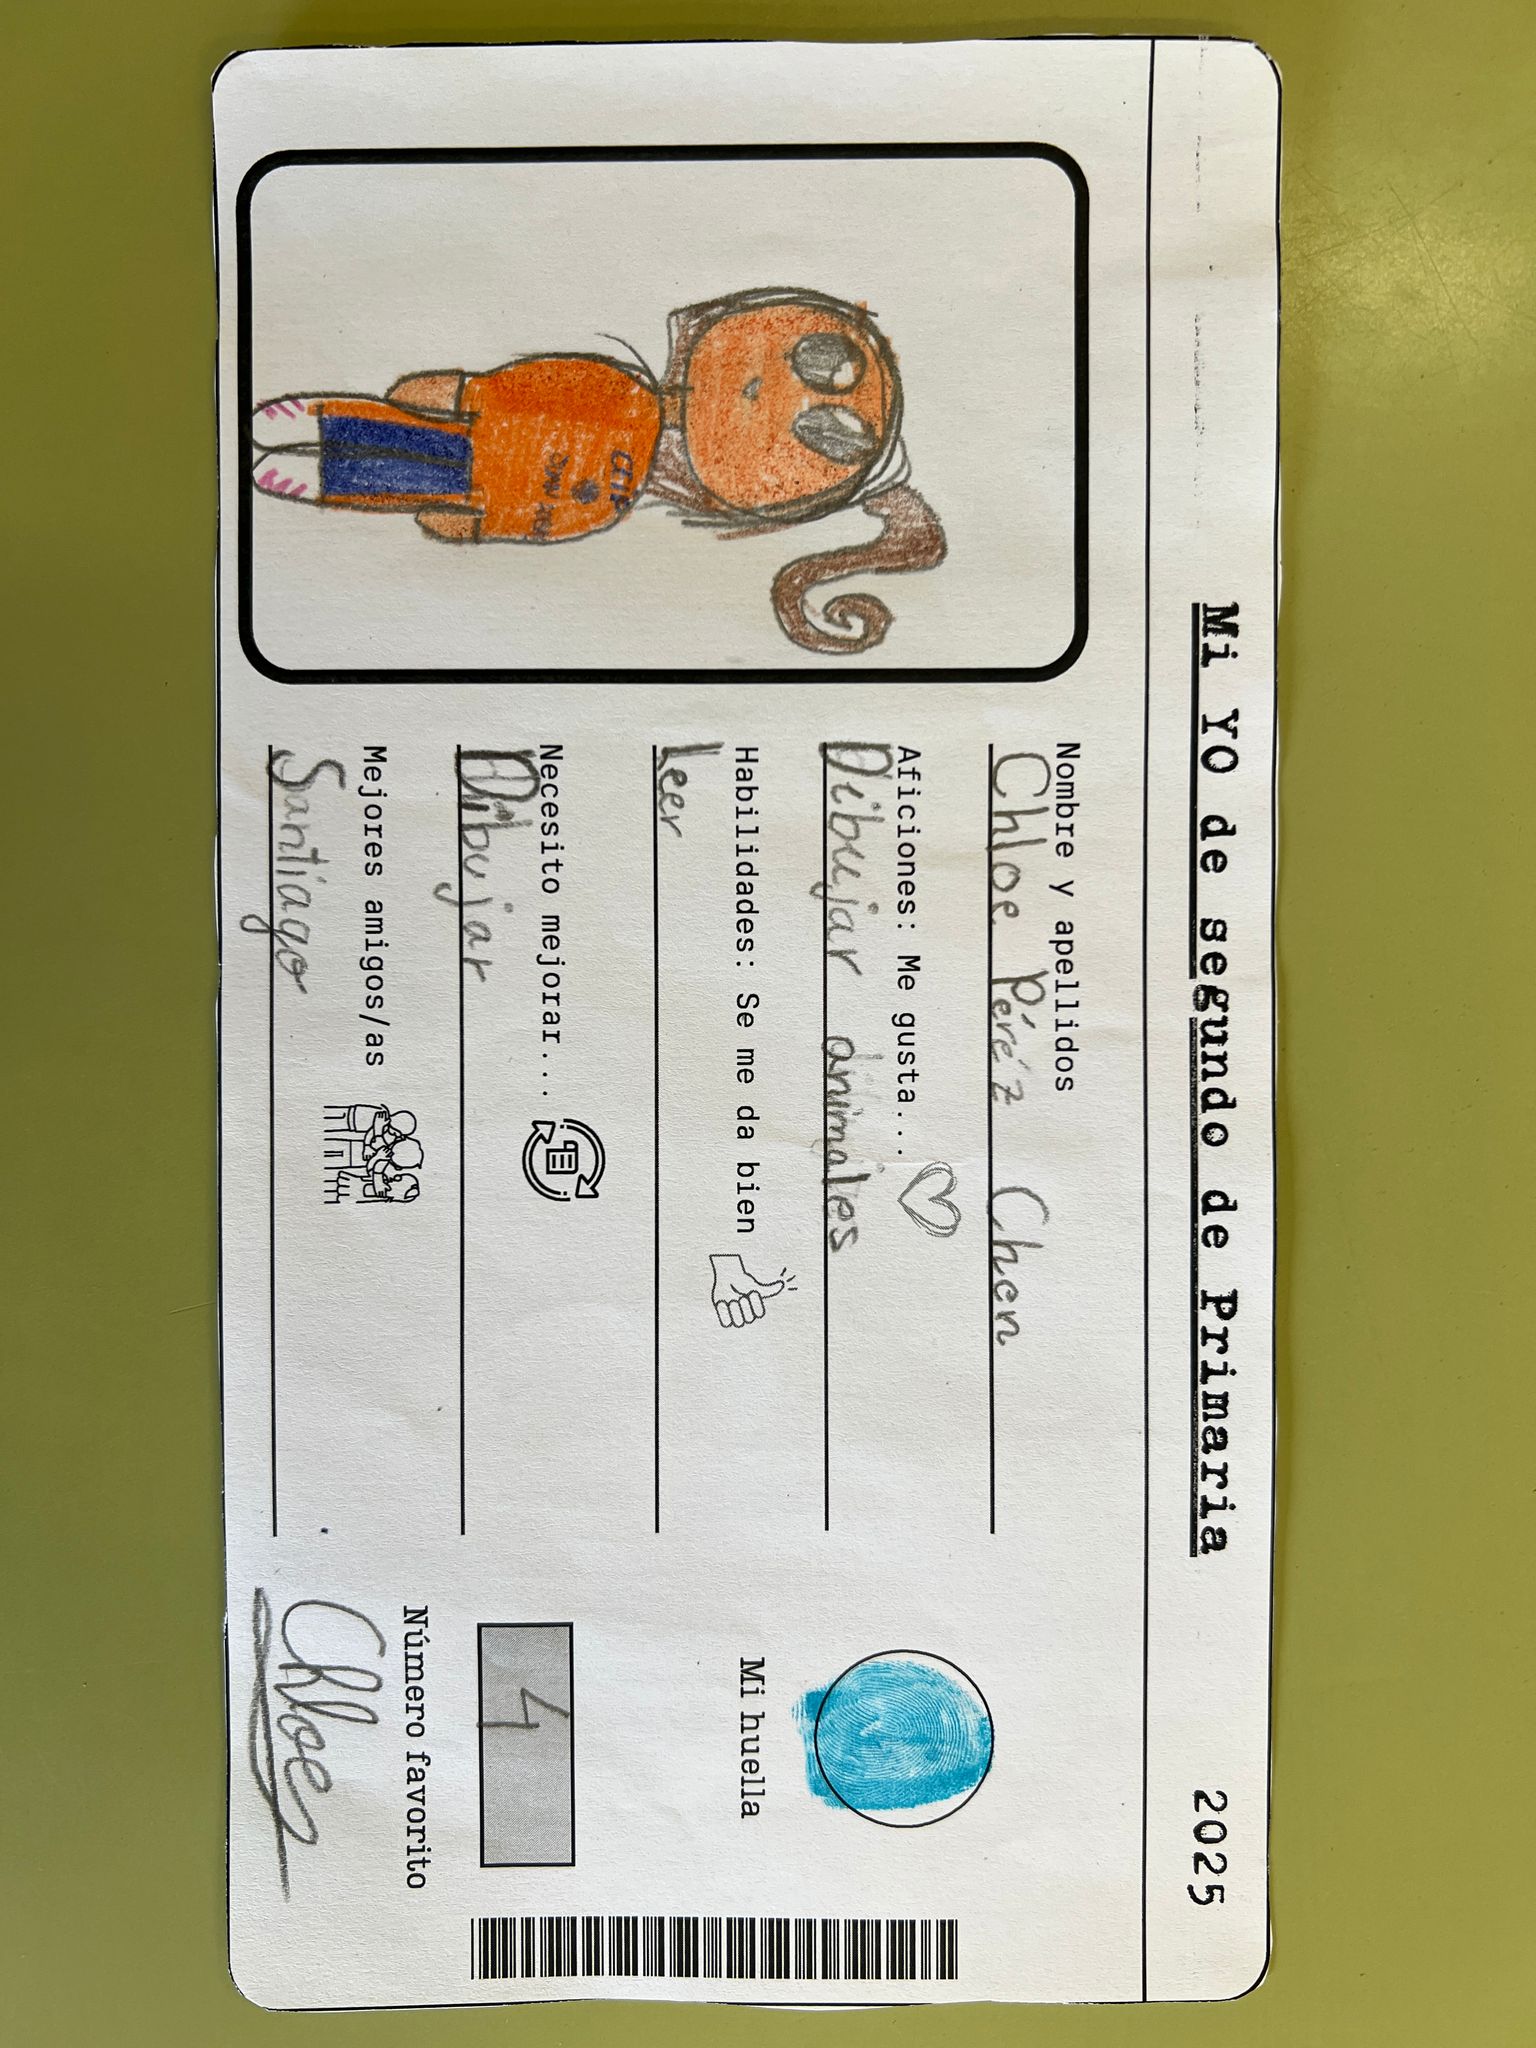 Mi YO de segundo de Primaria 2025
Nombre y apellidos
Chloe Péréz Chen
Aficiones: Me gusta...
Dibujar animales
Habilidades: Se me da bien
Leer
Necesito mejorar...
Dibujar
Mejores amigos/as
Santiago
Mi huella
4
Número favorito
Chloe
CEIP